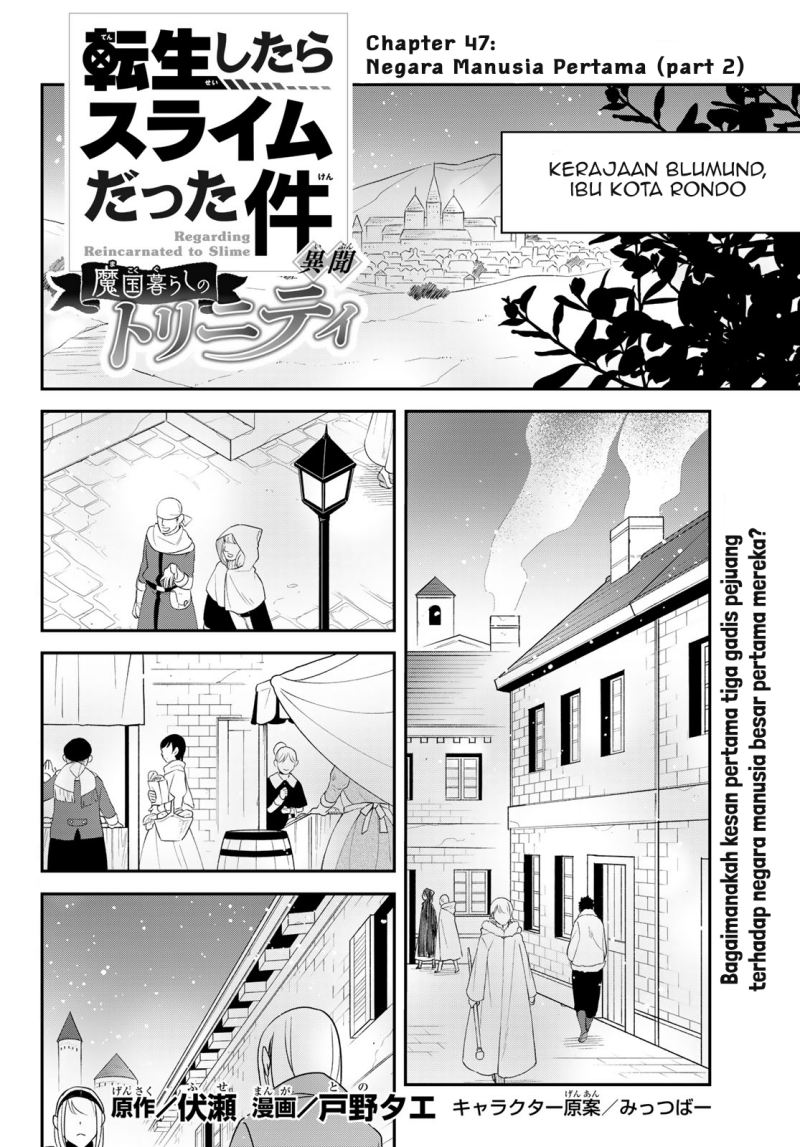 転生したら
スライム
だった件
Regarding
Reincarnated to Slime
異聞
魔国暮らしの
トリニティ
Chapter 47:
Negara Manusia Pertama (part 2)
KERAJAAN BLUMUND,
IBU KOTA RONDO
Bagaimanakah kesan pertama tiga gadis pejuang
terhadap negara manusia besar pertama mereka?
原作／伏瀬 漫画／戸野タエ キャラクター原案／みっつばー